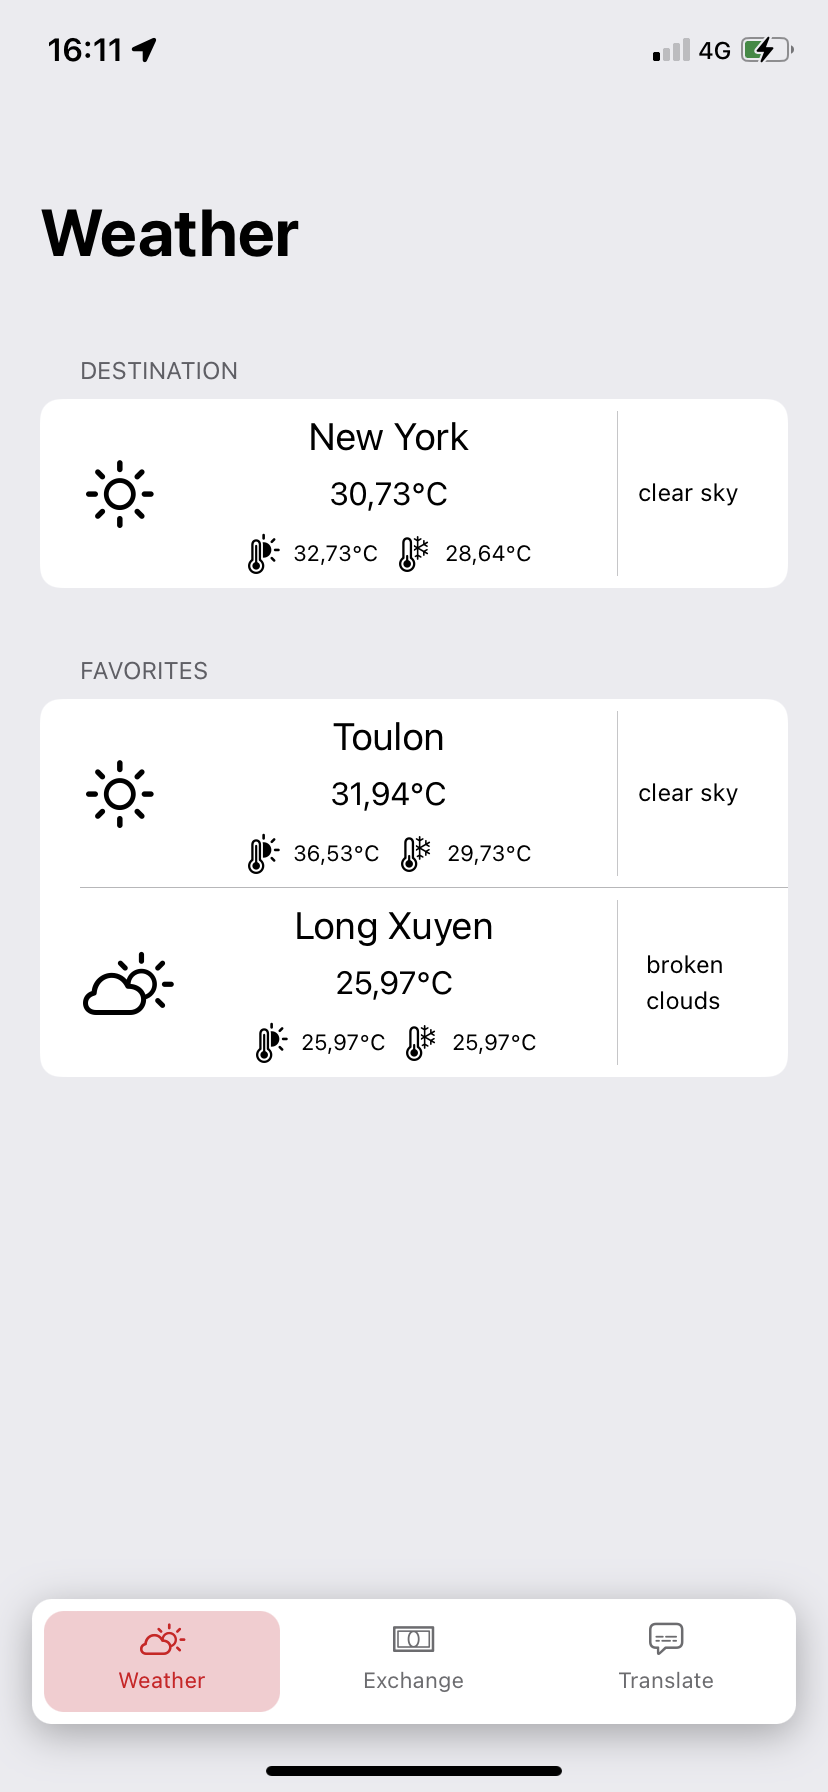 16:11
4G
Weather
DESTINATION
New York
30,73°C
32,73°C 28,64°C
clear sky
FAVORITES
Toulon
31,94°C
36,53°C 29,73°C
clear sky
Long Xuyen
25,97°C
25,97°C 25,97°C
broken
clouds
Weather Exchange Translate